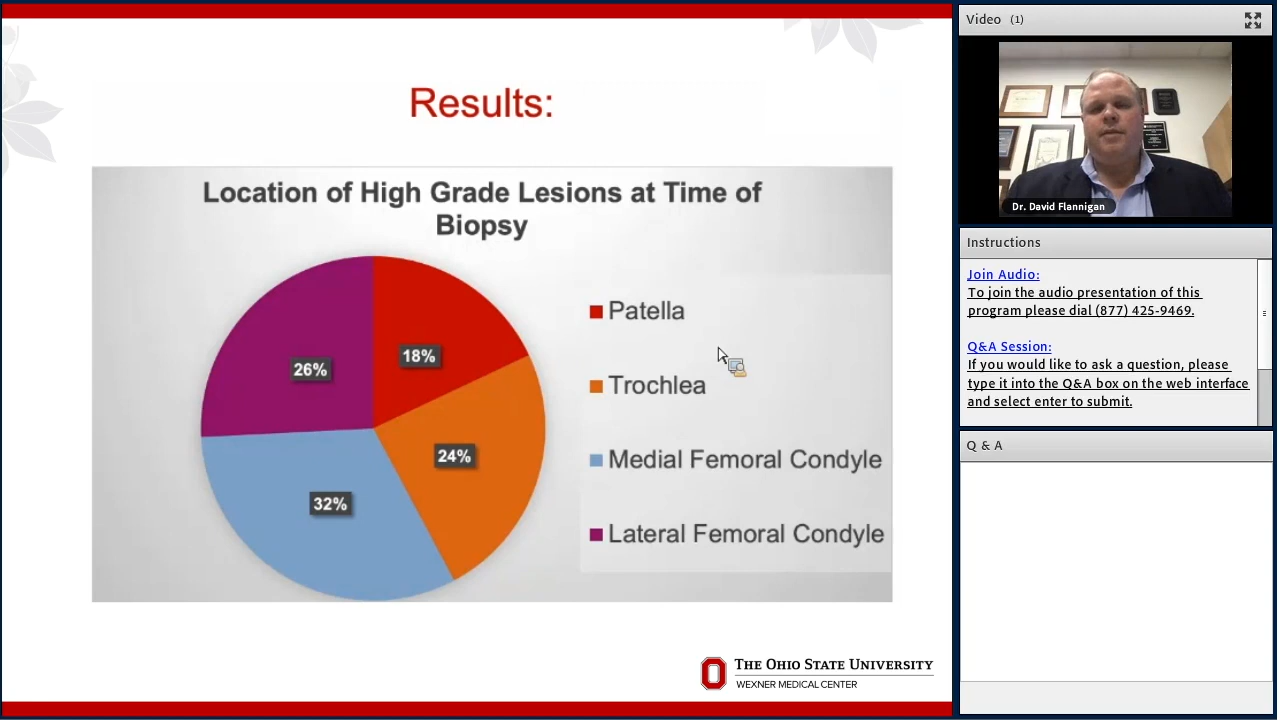 Results:
Location of High Grade Lesions at Time of
Biopsy
18%
26%
24%
32%
Patella
Trochlea
Medial Femoral Condyle
Lateral Femoral Condyle
THE OHIO STATE UNIVERSITY
WEXNER MEDICAL CENTER
Video (1)
Dr. David Flannigan
Instructions
Join Audio:
To join the audio presentation of this
program please dial (877) 425-9469.
Q&A Session:
If you would like to ask a question, please
type it into the Q&A box on the web interface
and select enter to submit.
Q & A